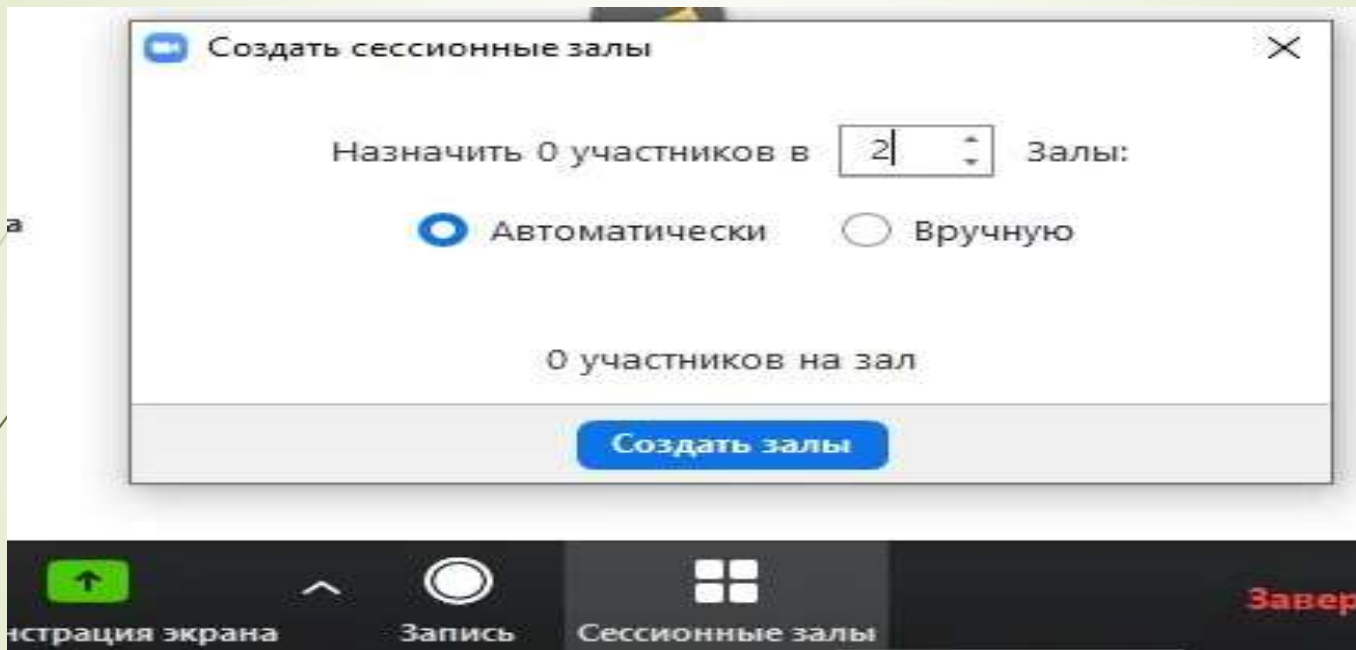 Создать сессионные залы
Назначить 0 участников в 2 Залы:
Автоматически Вручную
0 участников на зал
Создать залы
Запись Сессионные залы
экрана